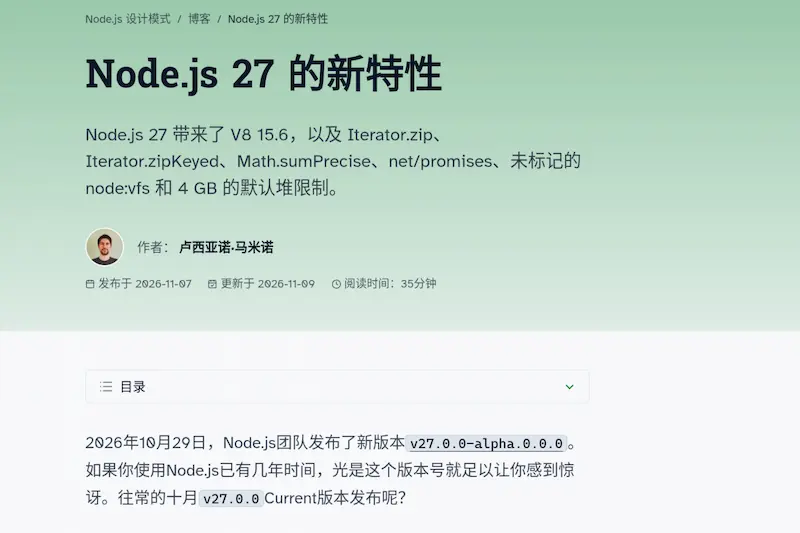 Node.js 设计模式 / 博客 / Node.js 27 的新特性
Node.js 27 的新特性
Node.js 27 带来了 V8 15.6，以及 Iterator.zip、
Iterator.zipKeyed、Math.sumPrecise、net/promises、未标记的
node:vfs 和 4 GB 的默认堆限制。
作者： 卢西亚诺·马米诺
发布于 2026-11-07 更新于 2026-11-09 阅读时间：35分钟
目录
2026年10月29日，Node.js团队发布了新版本v27.0.0-alpha.0.0.0。
如果你使用Node.js已有几年时间，光是这个版本号就足以让你感到惊
讶。往常的十月v27.0.0Current版本发布呢？